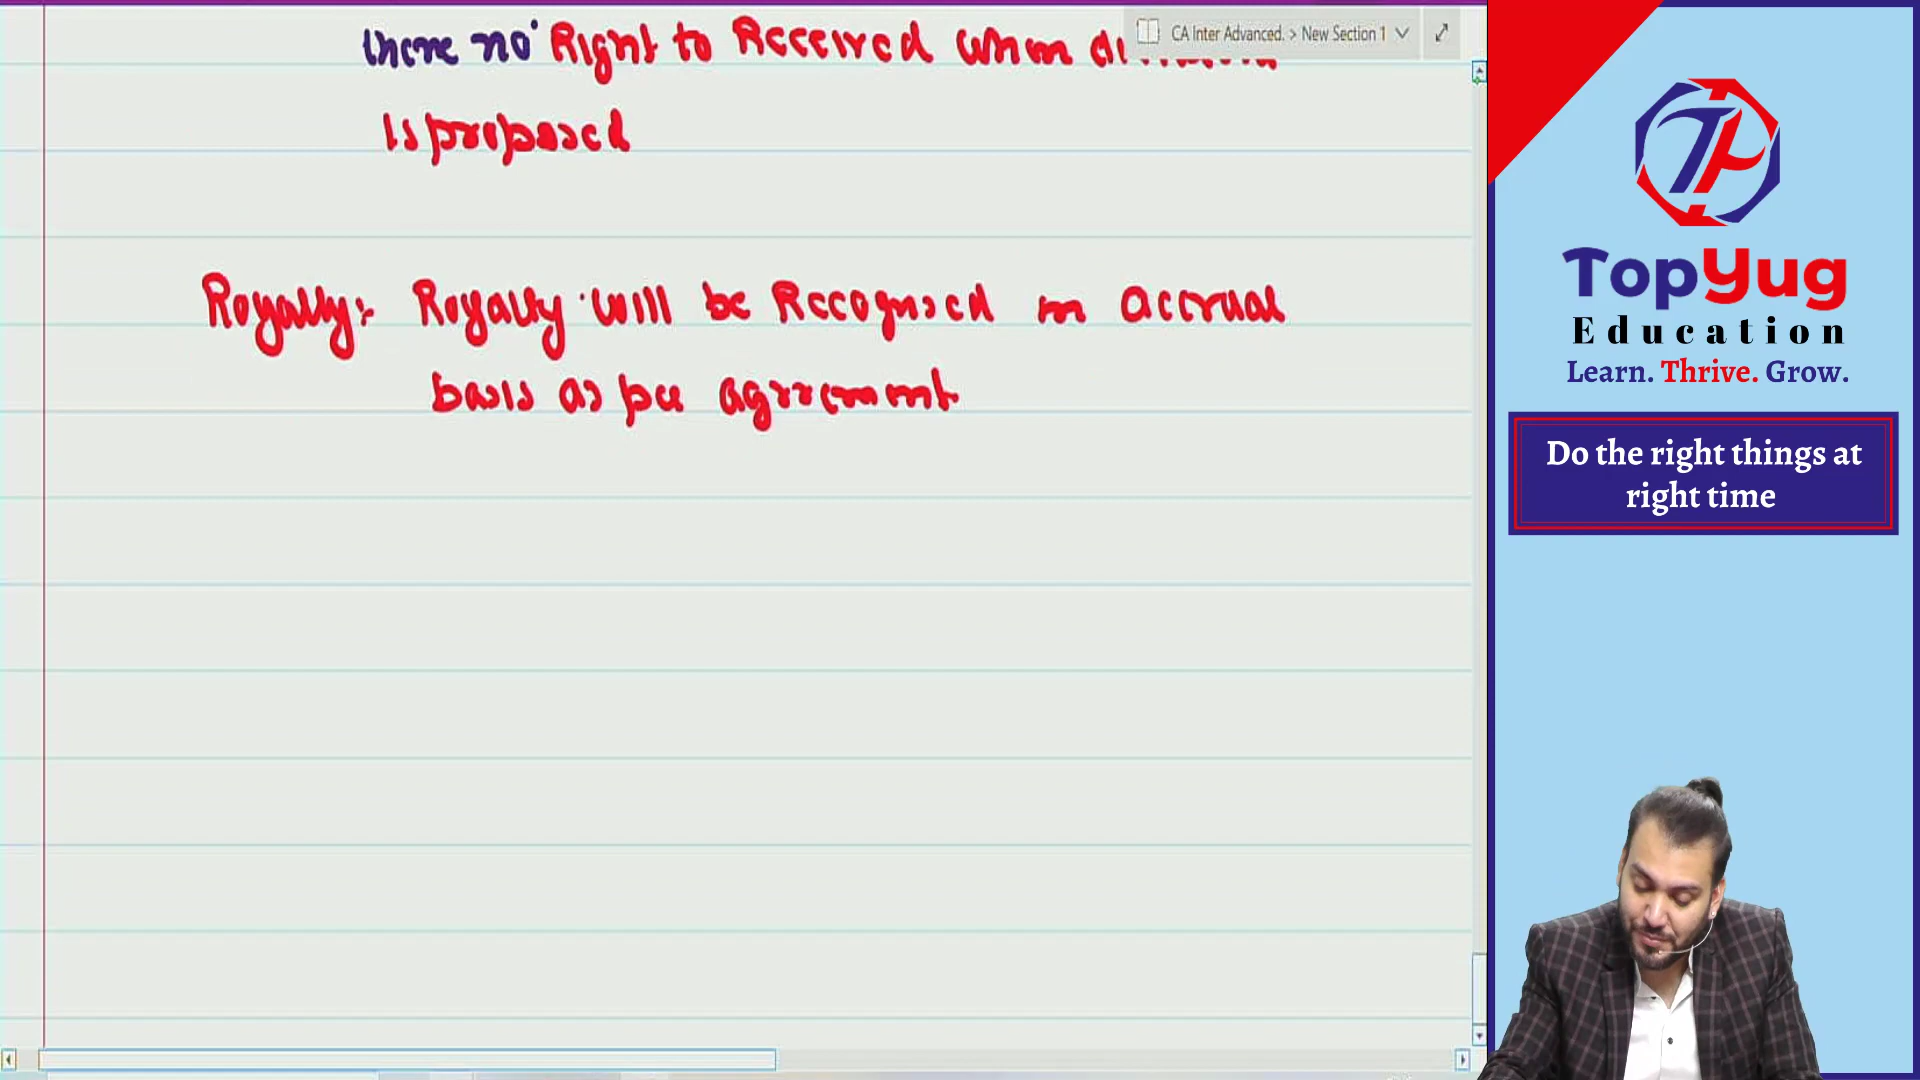 there no Right to Received when
is proposed
Royalty: Royalty will be Recognised on accrual
basis as per agreement
CA Inter Advanced. > New Section 1
TopYug
Education
Learn. Thrive. Grow.
Do the right things at
right time